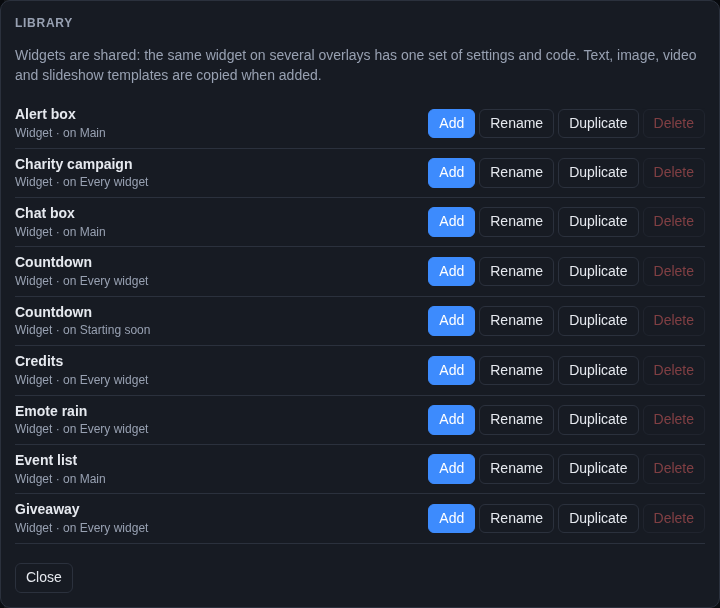 LIBRARY
Widgets are shared: the same widget on several overlays has one set of settings and code. Text, image, video
and slideshow templates are copied when added.
Alert box
Widget · on Main
Add Rename Duplicate Delete
Charity campaign
Widget · on Every widget
Add Rename Duplicate Delete
Chat box
Widget · on Main
Add Rename Duplicate Delete
Countdown
Widget · on Every widget
Add Rename Duplicate Delete
Countdown
Widget · on Starting soon
Add Rename Duplicate Delete
Credits
Widget · on Every widget
Add Rename Duplicate Delete
Emote rain
Widget · on Every widget
Add Rename Duplicate Delete
Event list
Widget · on Main
Add Rename Duplicate Delete
Giveaway
Widget · on Every widget
Add Rename Duplicate Delete
Close